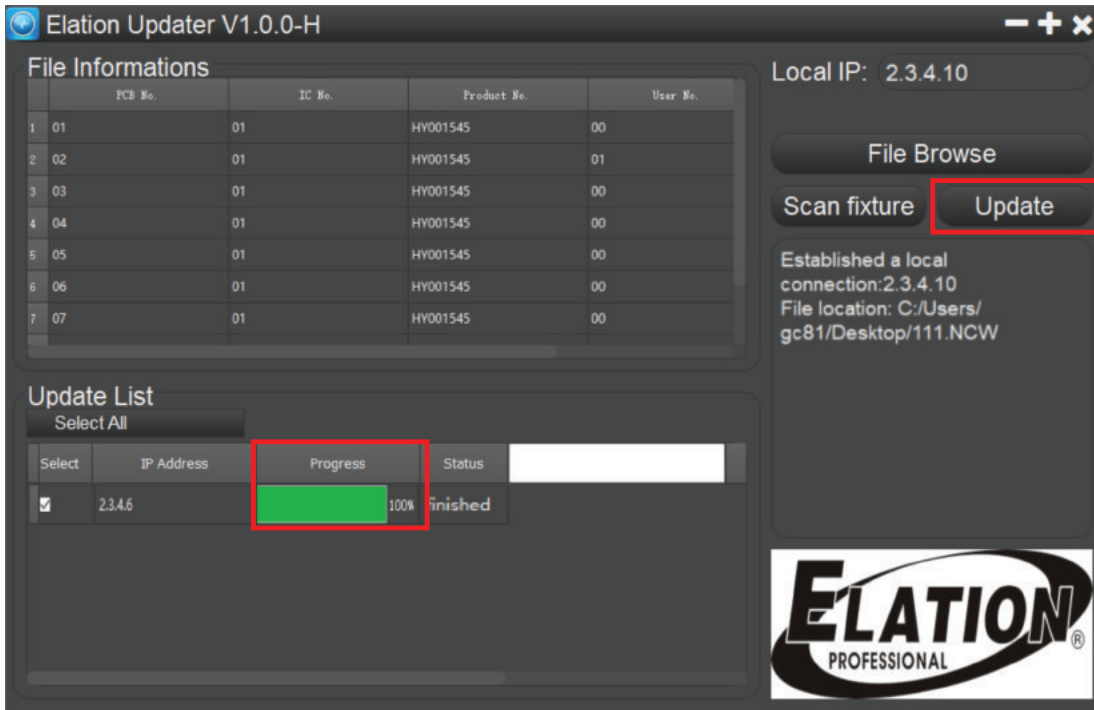 Elation Updater V1.0.0-H
File Informations
PCB No. IC No. Product No. User No.
1 01 01 HY001545 00
2 02 01 HY001545 01
3 03 01 HY001545 00
4 04 01 HY001545 00
5 05 01 HY001545 00
6 06 01 HY001545 00
7 07 01 HY001545 00
Update List
Select All
Select IP Address Progress Status
2.3.4.6 100% finished
Local IP: 2.3.4.10
File Browse
Scan fixture Update
Established a local
connection:2.3.4.10
File location: C:/Users/
gc81/Desktop/111.NCW
ELATION®
PROFESSIONAL